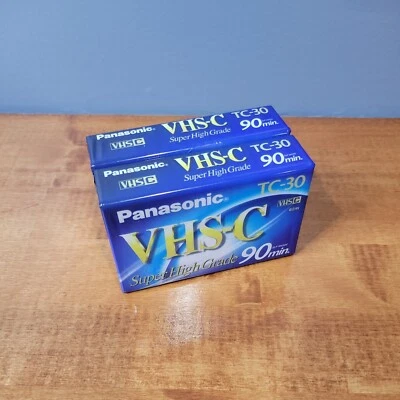 Panasonic VHS-C TC-30
VHS C Super High Grade 90min.
Panasonic VHS-C TC-30
VHS C Super High Grade 90min.
TC-30
Panasonic VHS C
VHS-C
Super High Grade 90min.